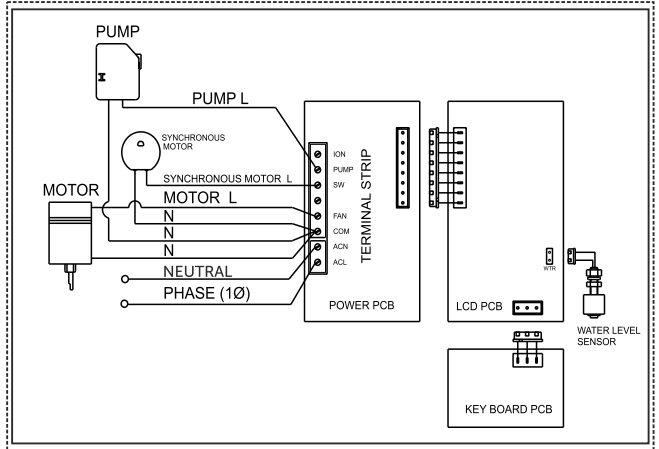 PUMP
PUMP L
SYNCHRONOUS
MOTOR
SYNCHRONOUS MOTOR L
MOTOR
MOTOR L
N
N
N
NEUTRAL
PHASE (1Ø)
ION
PUMP
SW
FAN
COM
ACN
ACL
TERMINAL STRIP
POWER PCB
WTR
LCD PCB
WATER LEVEL
SENSOR
KEY BOARD PCB